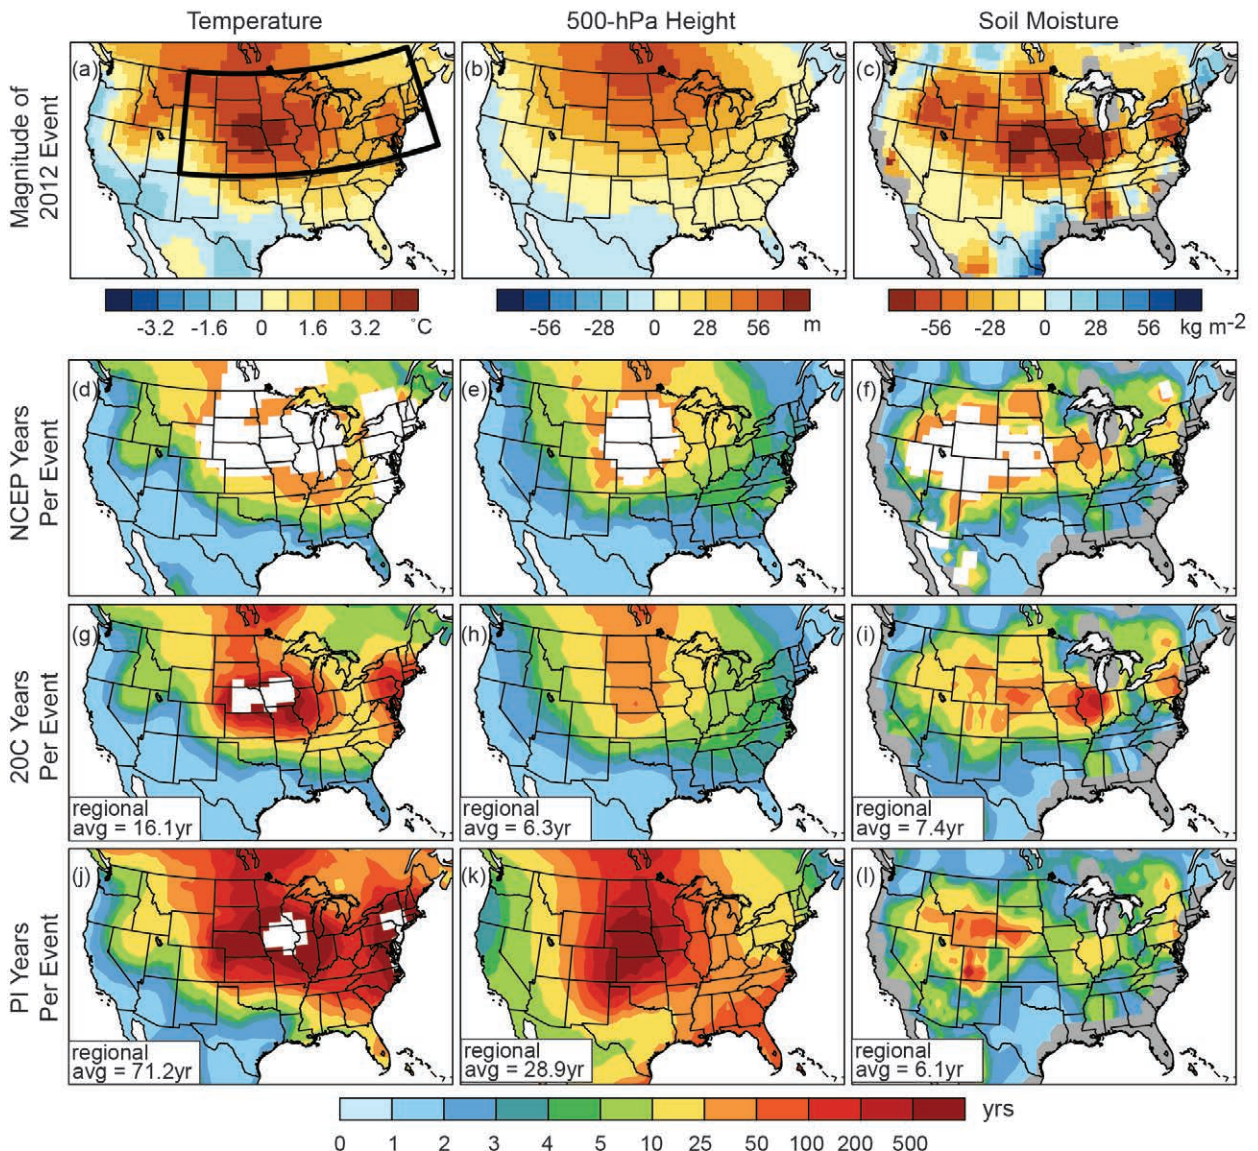 Temperature 500-hPa Height Soil Moisture
Magnitude of
2012 Event
(a) (b) (c)
-3.2 -1.6 0 1.6 3.2 °C
-56 -28 0 28 56 m
-56 -28 0 28 56 kg m-2
NCEP Years
Per Event
(d) (e) (f)
20C Years
Per Event
(g) (h) (i)
regional
avg = 16.1yr
regional
avg = 6.3yr
regional
avg = 7.4yr
PI Years
Per Event
(j) (k) (l)
regional
avg = 71.2yr
regional
avg = 28.9yr
regional
avg = 6.1yr
yrs
0 1 2 3 4 5 10 25 50 100 200 500